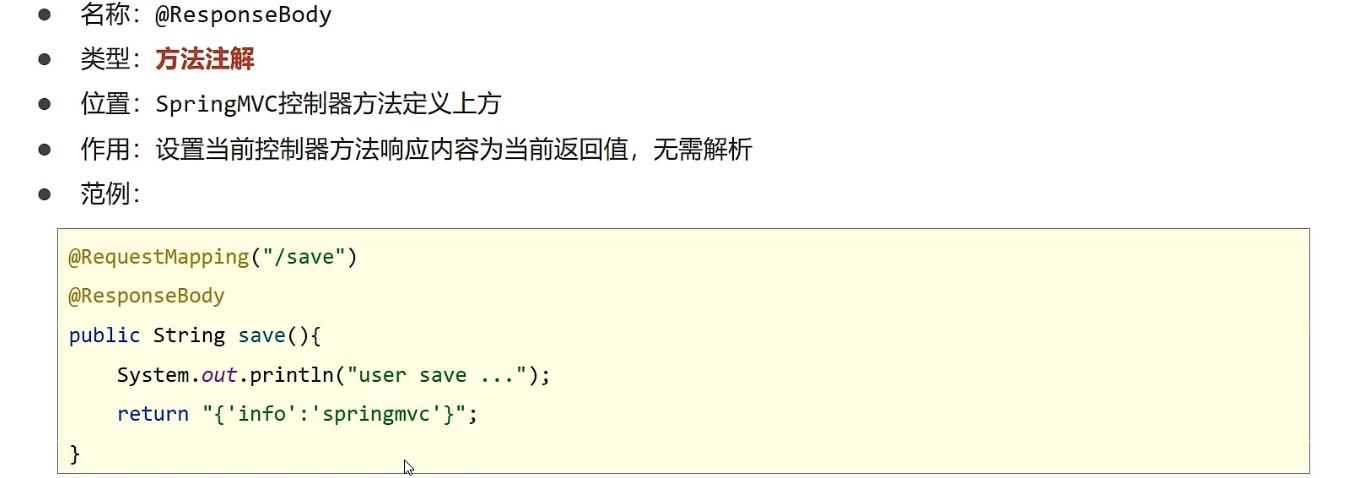 ● 名称：@ResponseBody
● 类型：方法注解
● 位置：SpringMVC控制器方法定义上方
● 作用：设置当前控制器方法响应内容为当前返回值，无需解析
● 范例：
@RequestMapping("/save")
@ResponseBody
public String save(){
    System.out.println("user save ...");
    return "{'info':'springmvc'}";
}